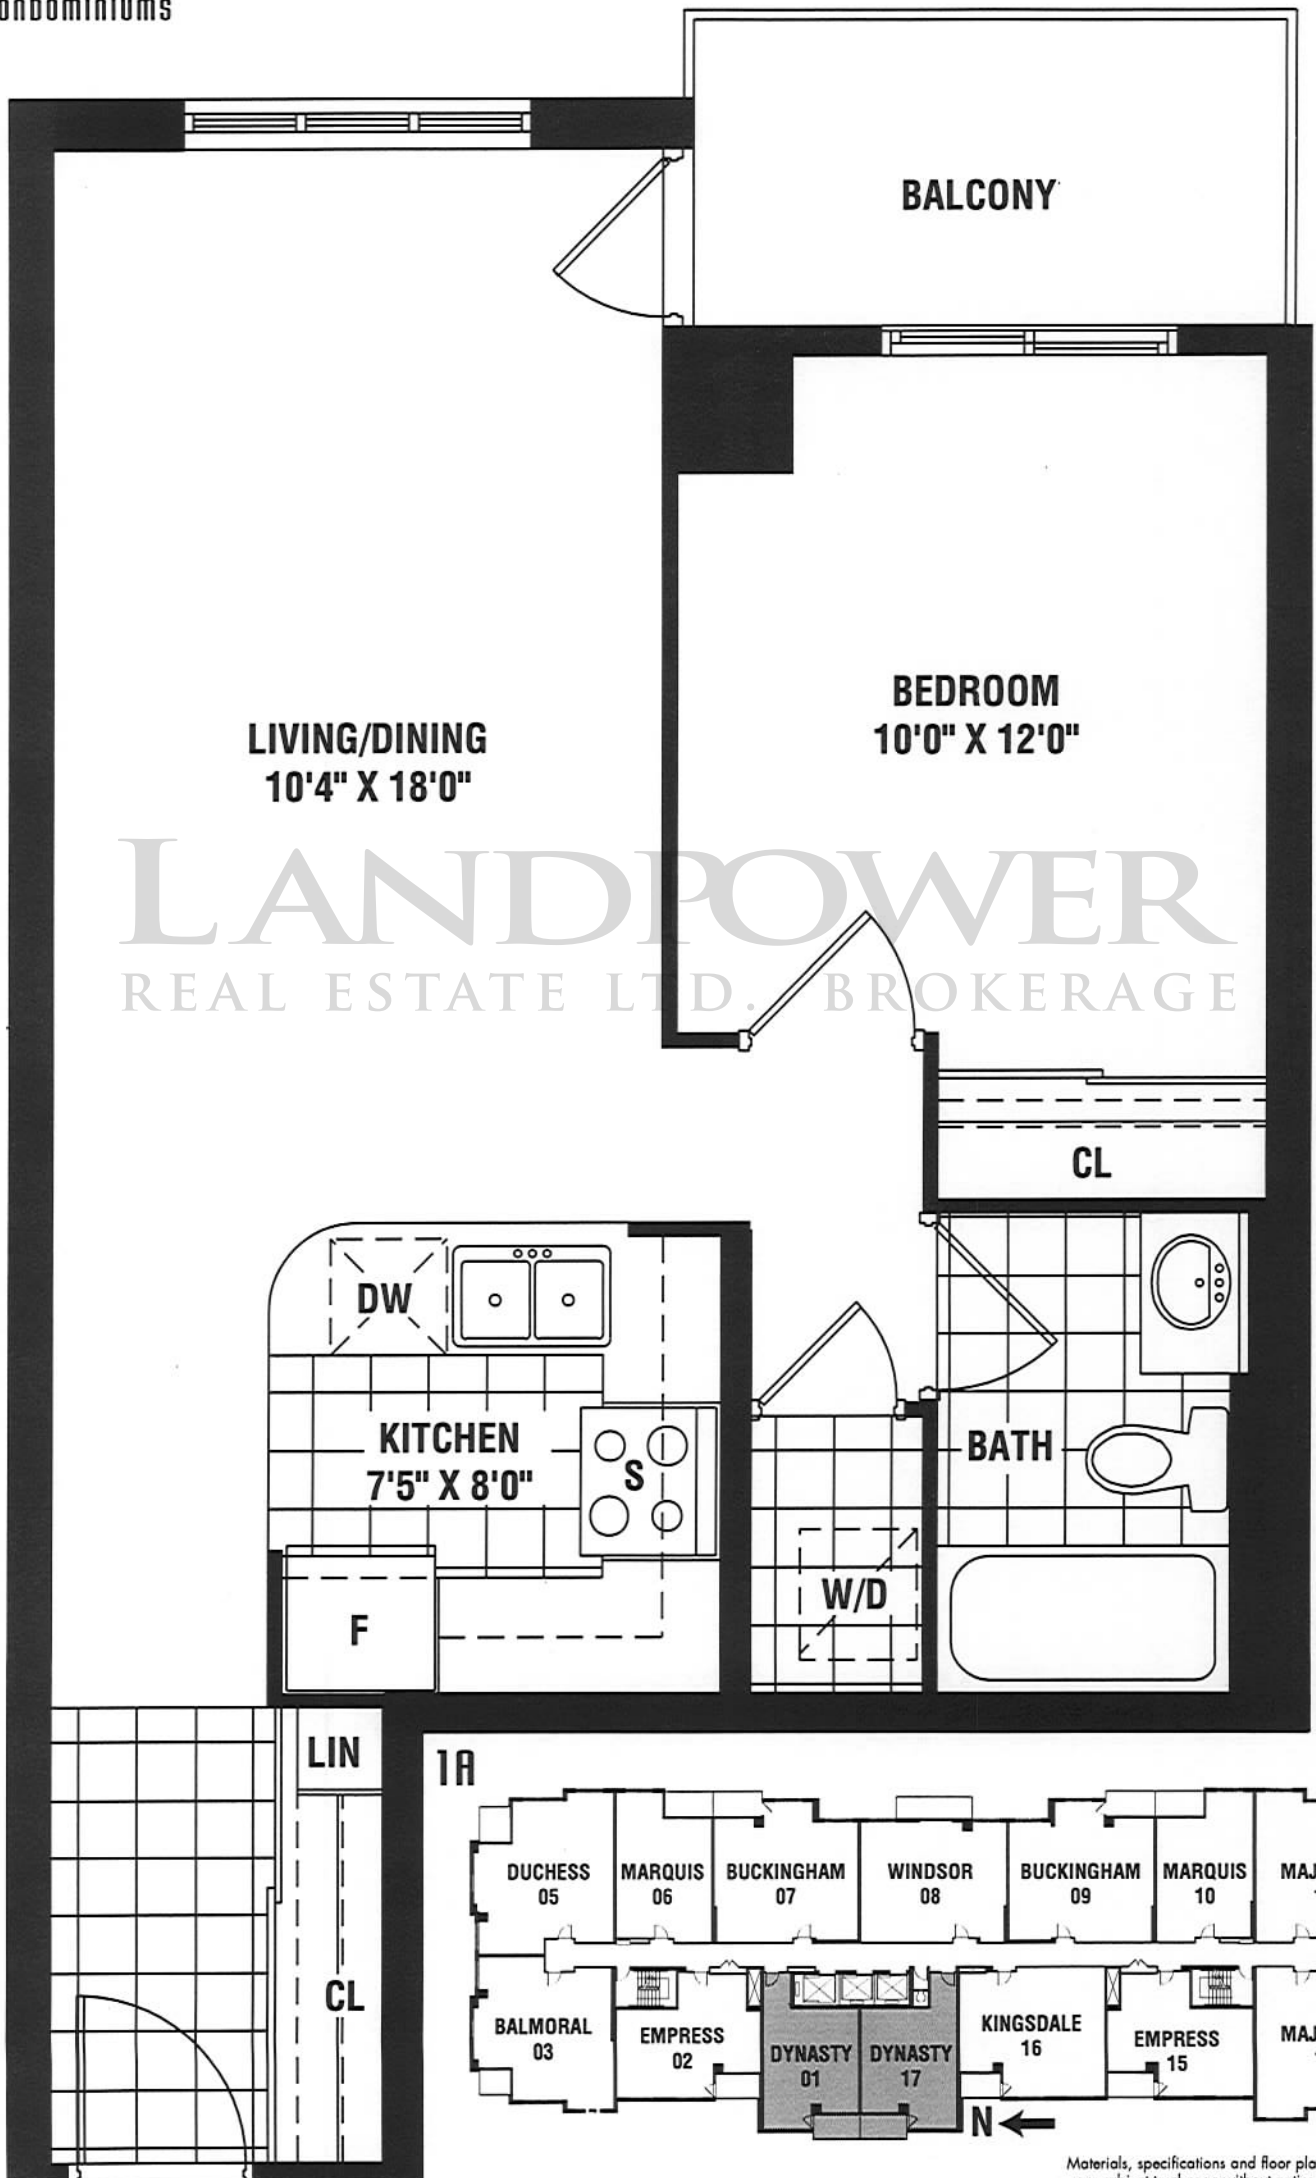 CONDOMINIUMS
BALCONY
LIVING/DINING
10'4" X 18'0"
BEDROOM
10'0" X 12'0"
LANDPOWER
REAL ESTATE LTD. BROKERAGE
CL
DW
KITCHEN
7'5" X 8'0"
S
BATH
W/D
F
LIN
CL
1A
DUCHESS
05
MARQUIS
06
BUCKINGHAM
07
WINDSOR
08
BUCKINGHAM
09
MARQUIS
10
MAJ
BALMORAL
03
EMPRESS
02
DYNASTY
01
DYNASTY
17
KINGSDALE
16
EMPRESS
15
MAJ
N
Materials, specifications and floor pla